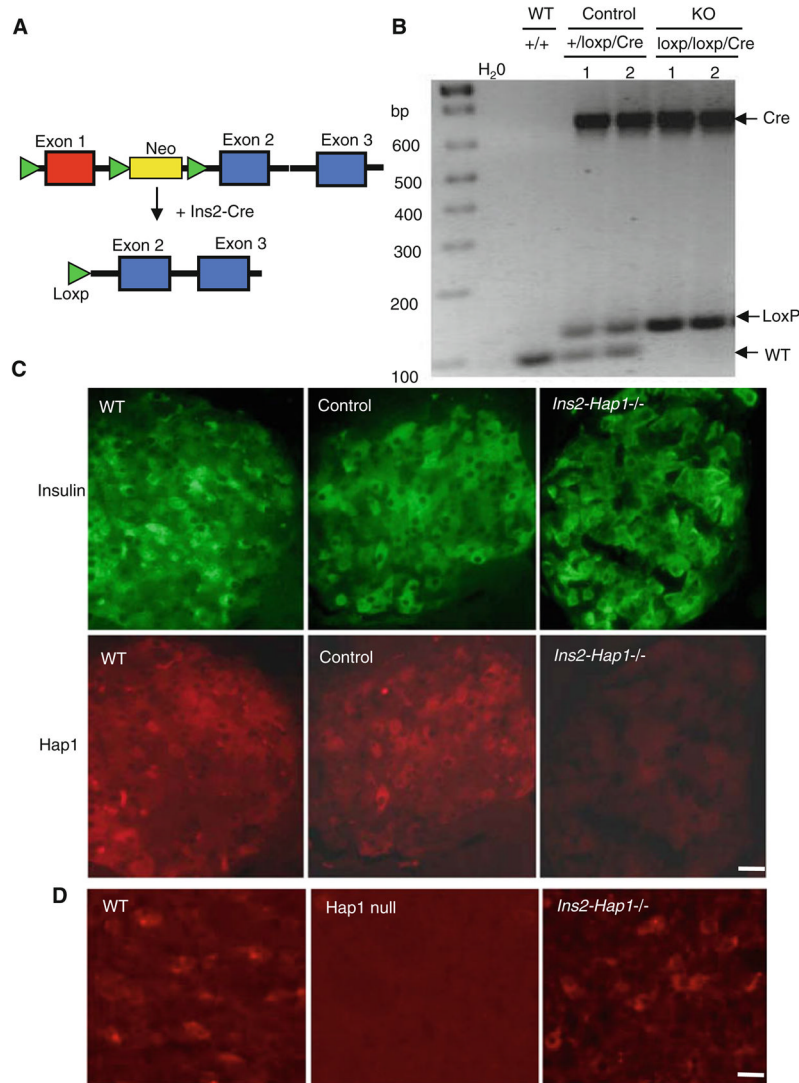 A
Exon 1
Neo
Exon 2
Exon 3
+ Ins2-Cre
Exon 2
Exon 3
Loxp
B
WT
Control
KO
+/+
+/loxp/Cre
loxp/loxp/Cre
H20
1
2
1
2
bp
600
500
400
300
200
100
Cre
LoxP
WT
C
WT
Control
Ins2-Hap1-/-
Insulin
WT
Control
Ins2-Hap1-/-
Hap1
D
WT
Hap1 null
Ins2-Hap1-/-